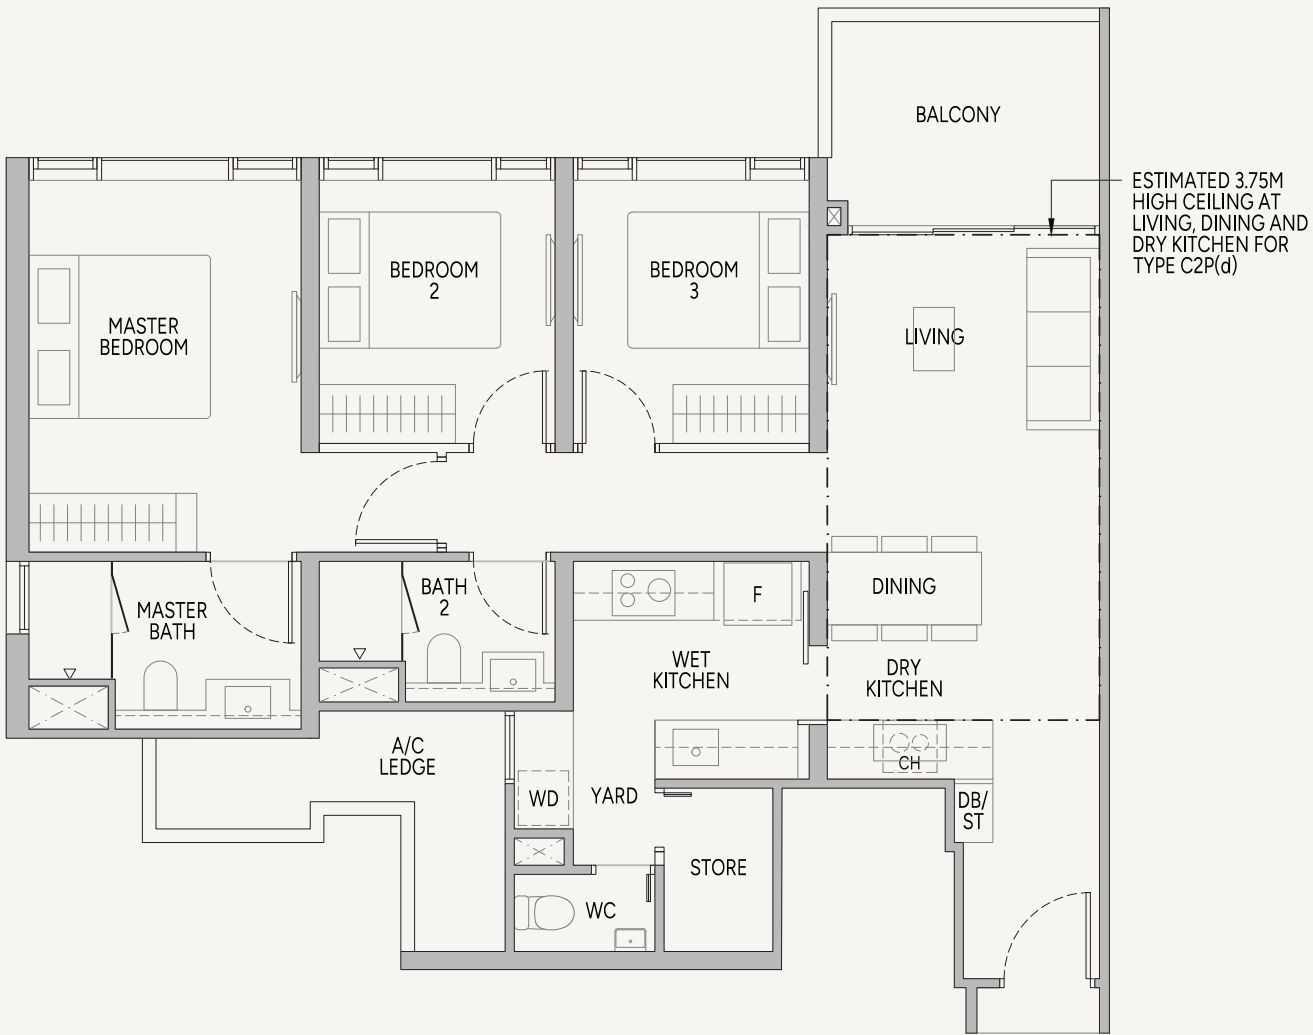 BALCONY
ESTIMATED 3.75M
HIGH CEILING AT
LIVING, DINING AND
DRY KITCHEN FOR
TYPE C2P(d)
MASTER
BEDROOM
BEDROOM
2
BEDROOM
3
LIVING
MASTER
BATH
BATH
2
F
DINING
WET
KITCHEN
DRY
KITCHEN
A/C
LEDGE
CH
WD
YARD
DB/
ST
STORE
WC